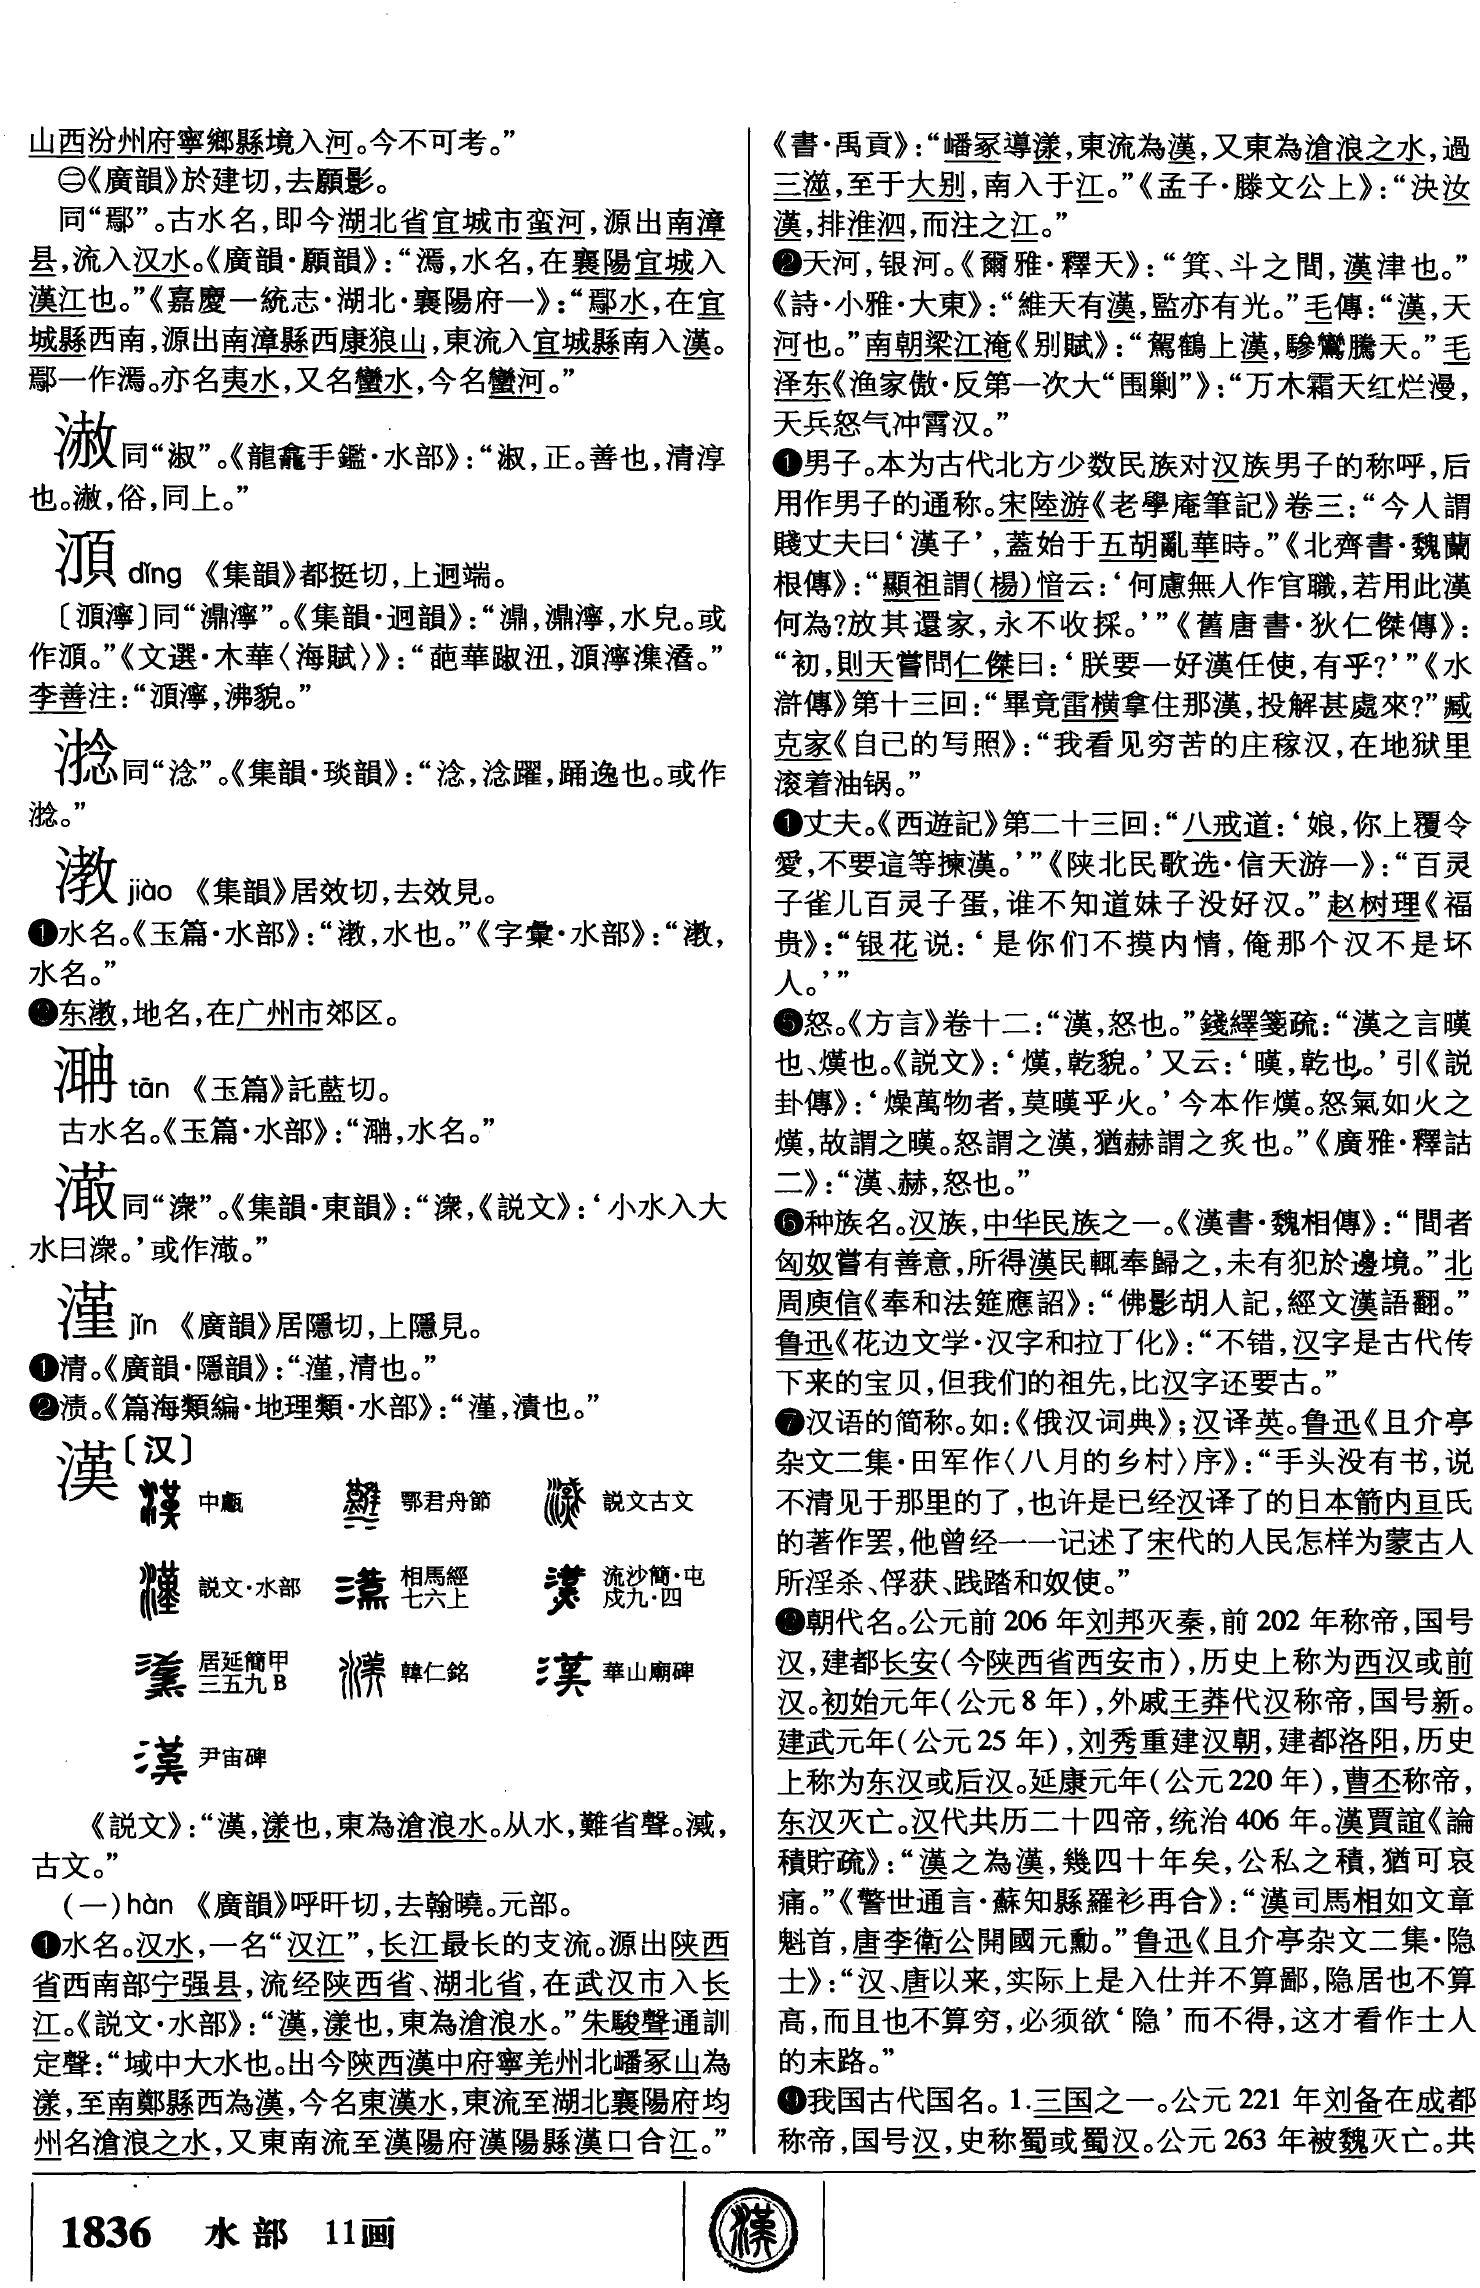 山西汾州府寧鄉縣境入河。今不可考。”
㊁《廣韻》於建切，去願影。
同“鄢”。古水名，即今湖北省宜城市蛮河，源出南漳
县，流入汉水。《廣韻·願韻》：“漹，水名，在襄陽宜城入
漢江也。”《嘉慶一統志·湖北·襄陽府一》：“鄢水，在宜
城縣西南，源出南漳縣西康狼山，東流入宜城縣南入漢。
鄢一作漹。亦名夷水，又名蠻水，今名蠻河。”
同“淑”。《龍龕手鑑·水部》：“淑，正。善也，清淳
也。㴋，俗，同上。”
dǐng 《集韻》都挺切，上迥端。
〔濎濘〕同“濎濘”。《集韻·迥韻》：“濎，濎濘，水皃。或
作㴿。”《文選·木華〈海賦〉》：“葩華踧沑，㴿濘潗㵫。”
李善注：“㴿濘，沸貌。”
同“淰”。《集韻·琰韻》：“淰，淰躍，踊逸也。或作
漝。”
漖 jiào 《集韻》居效切，去效見。
❶水名。《玉篇·水部》：“漖，水也。”《字彙·水部》：“漖，
水名。”
❷东漖，地名，在广州市郊区。
tān 《玉篇》託藍切。
古水名。《玉篇·水部》：“，水名。”
同“潨”。《集韻·東韻》：“潨，《説文》：‘小水入大
水曰潨。’或作。”
漌 jǐn 《廣韻》居隱切，上隱見。
❶清。《廣韻·隱韻》：“漌，清也。”
❷渍。《篇海類編·地理類·水部》：“漌，漬也。”
漢〔汉〕
中甗 鄂君舟節 説文古文
説文·水部 相馬經七六上 流沙簡·屯戍九·四
居延簡甲三五九B 韓仁銘 華山廟碑
尹宙碑
《説文》：“漢，漾也，東為滄浪水。从水，難省聲。㵄，
古文。”
（一）hàn 《廣韻》呼旰切，去翰曉。元部。
❶水名。汉水，一名“汉江”，长江最长的支流。源出陕西
省西南部宁强县，流经陕西省、湖北省，在武汉市入长
江。《説文·水部》：“漢，漾也，東為滄浪水。”朱駿聲通訓
定聲：“域中大水也。出今陝西漢中府寧羌州北嶓冢山為
漾，至南鄭縣西為漢，今名東漢水，東流至湖北襄陽府均
州名滄浪之水，又東南流至漢陽府漢陽縣漢口合江。”
《書·禹貢》：“嶓冢導漾，東流為漢，又東為滄浪之水，過
三澨，至于大别，南入于江。”《孟子·滕文公上》：“決汝
漢，排淮泗，而注之江。”
❷天河，银河。《爾雅·釋天》：“箕、斗之間，漢津也。”
《詩·小雅·大東》：“維天有漢，監亦有光。”毛傳：“漢，天
河也。”南朝梁江淹《别賦》：“駕鶴上漢，驂鸞騰天。”毛
泽东《渔家傲·反第一次大“围剿”》：“万木霜天红烂漫，
天兵怒气冲霄汉。”
❶男子。本为古代北方少数民族对汉族男子的称呼，后
用作男子的通称。宋陸游《老學庵筆記》卷三：“今人謂
賤丈夫曰‘漢子’，蓋始于五胡亂華時。”《北齊書·魏蘭
根傳》：“顯祖謂（楊）愔云：‘何慮無人作官職，若用此漢
何為？放其還家，永不收採。’”《舊唐書·狄仁傑傳》：
“初，則天嘗問仁傑曰：‘朕要一好漢任使，有乎？’”《水
滸傳》第十三回：“畢竟雷横拿住那漢，投解甚處來？”臧
克家《自己的写照》：“我看见穷苦的庄稼汉，在地狱里
滚着油锅。”
❶丈夫。《西遊記》第二十三回：“八戒道：‘娘，你上覆令
愛，不要這等揀漢。’”《陕北民歌选·信天游一》：“百灵
子雀儿百灵子蛋，谁不知道妹子没好汉。”赵树理《福
贵》：“银花说：‘是你们不摸内情，俺那个汉不是坏
人。’”
❺怒。《方言》卷十二：“漢，怒也。”錢繹箋疏：“漢之言暵
也、熯也。《説文》：‘熯，乾貌。’又云：‘暵，乾也。’引《説
卦傳》：‘燥萬物者，莫暵乎火。’今本作熯。怒氣如火之
熯，故謂之暵。怒謂之漢，猶赫謂之炙也。”《廣雅·釋詁
二》：“漢、赫，怒也。”
❻种族名。汉族，中华民族之一。《漢書·魏相傳》：“間者
匈奴嘗有善意，所得漢民輒奉歸之，未有犯於邊境。”北
周庾信《奉和法筵應詔》：“佛影胡人記，經文漢語翻。”
鲁迅《花边文学·汉字和拉丁化》：“不错，汉字是古代传
下来的宝贝，但我们的祖先，比汉字还要古。”
❼汉语的简称。如：《俄汉词典》；汉译英。鲁迅《且介亭
杂文二集·田军作〈八月的乡村〉序》：“手头没有书，说
不清见于那里的了，也许是已经汉译了的日本箭内亘氏
的著作罢，他曾经一一记述了宋代的人民怎样为蒙古人
所淫杀、俘获、践踏和奴使。”
❽朝代名。公元前206年刘邦灭秦，前202年称帝，国号
汉，建都长安（今陕西省西安市），历史上称为西汉或前
汉。初始元年（公元8年），外戚王莽代汉称帝，国号新。
建武元年（公元25年），刘秀重建汉朝，建都洛阳，历史
上称为东汉或后汉。延康元年（公元220年），曹丕称帝，
东汉灭亡。汉代共历二十四帝，统治406年。漢賈誼《論
積貯疏》：“漢之為漢，幾四十年矣，公私之積，猶可哀
痛。”《警世通言·蘇知縣羅衫再合》：“漢司馬相如文章
魁首，唐李衛公開國元勳。”鲁迅《且介亭杂文二集·隐
士》：“汉、唐以来，实际上是入仕并不算鄙，隐居也不算
高，而且也不算穷，必须欲‘隐’而不得，这才看作士人
的末路。”
❾我国古代国名。1.三国之一。公元221年刘备在成都
称帝，国号汉，史称蜀或蜀汉。公元263年被魏灭亡。共
1836 水部 11画
漢